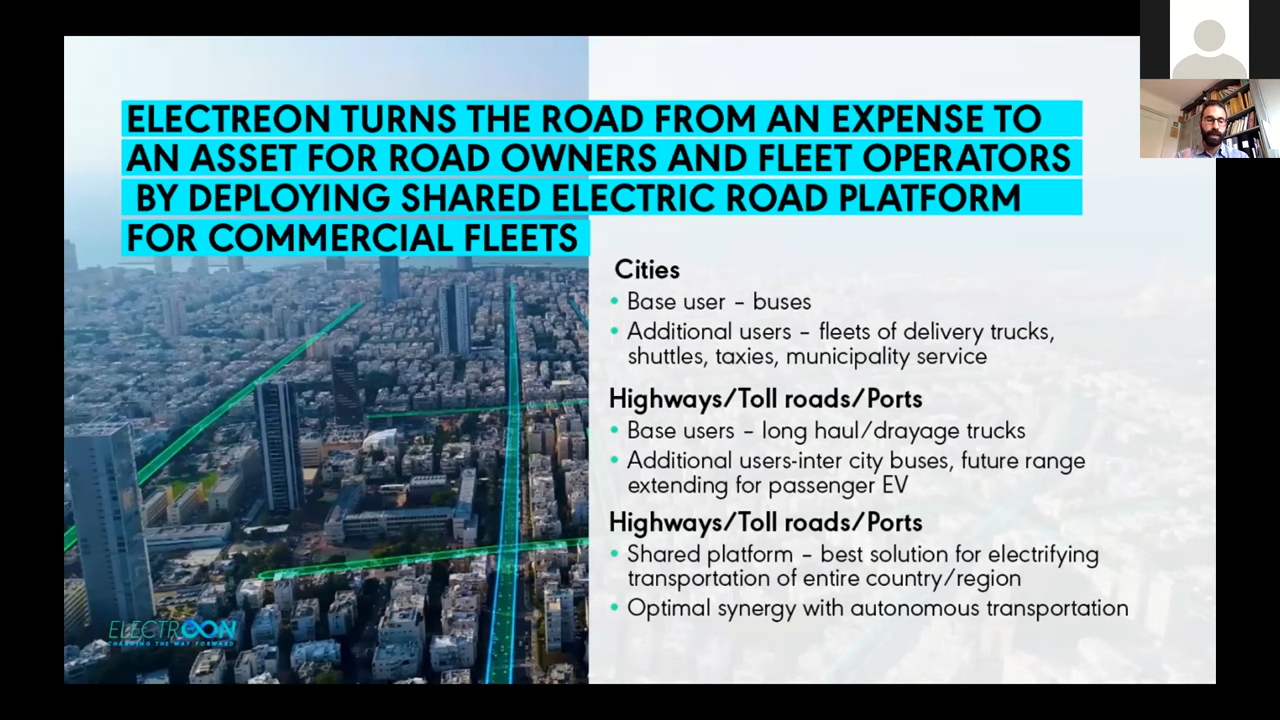 ELECTREON TURNS THE ROAD FROM AN EXPENSE TO
AN ASSET FOR ROAD OWNERS AND FLEET OPERATORS
BY DEPLOYING SHARED ELECTRIC ROAD PLATFORM
FOR COMMERCIAL FLEETS
Cities
• Base user – buses
• Additional users – fleets of delivery trucks,
shuttles, taxies, municipality service
Highways/Toll roads/Ports
• Base users – long haul/drayage trucks
• Additional users-inter city buses, future range
extending for passenger EV
Highways/Toll roads/Ports
• Shared platform – best solution for electrifying
transportation of entire country/region
• Optimal synergy with autonomous transportation
ELECTREON
CHARGING THE WAY FORWARD